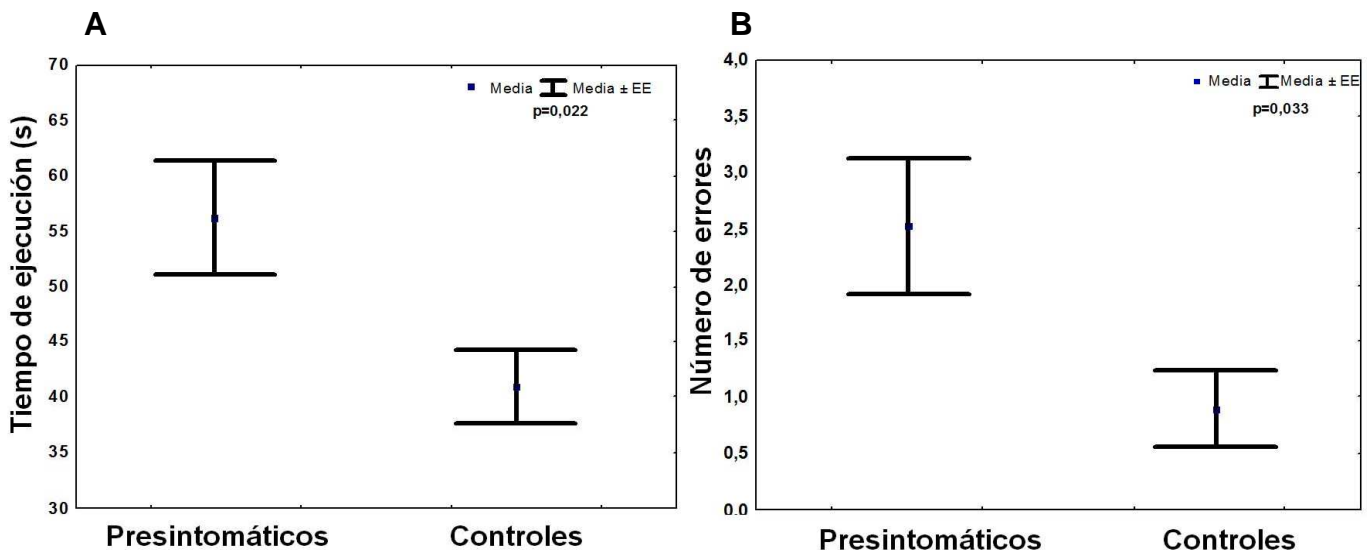 A
Tiempo de ejecución (s)
70
65
60
55
50
45
40
35
30
Media Media ± EE
p=0,022
Presintomáticos Controles
B
Número de errores
4,0
3,5
3,0
2,5
2,0
1,5
1,0
0,5
0,0
Media Media ± EE
p=0,033
Presintomáticos Controles